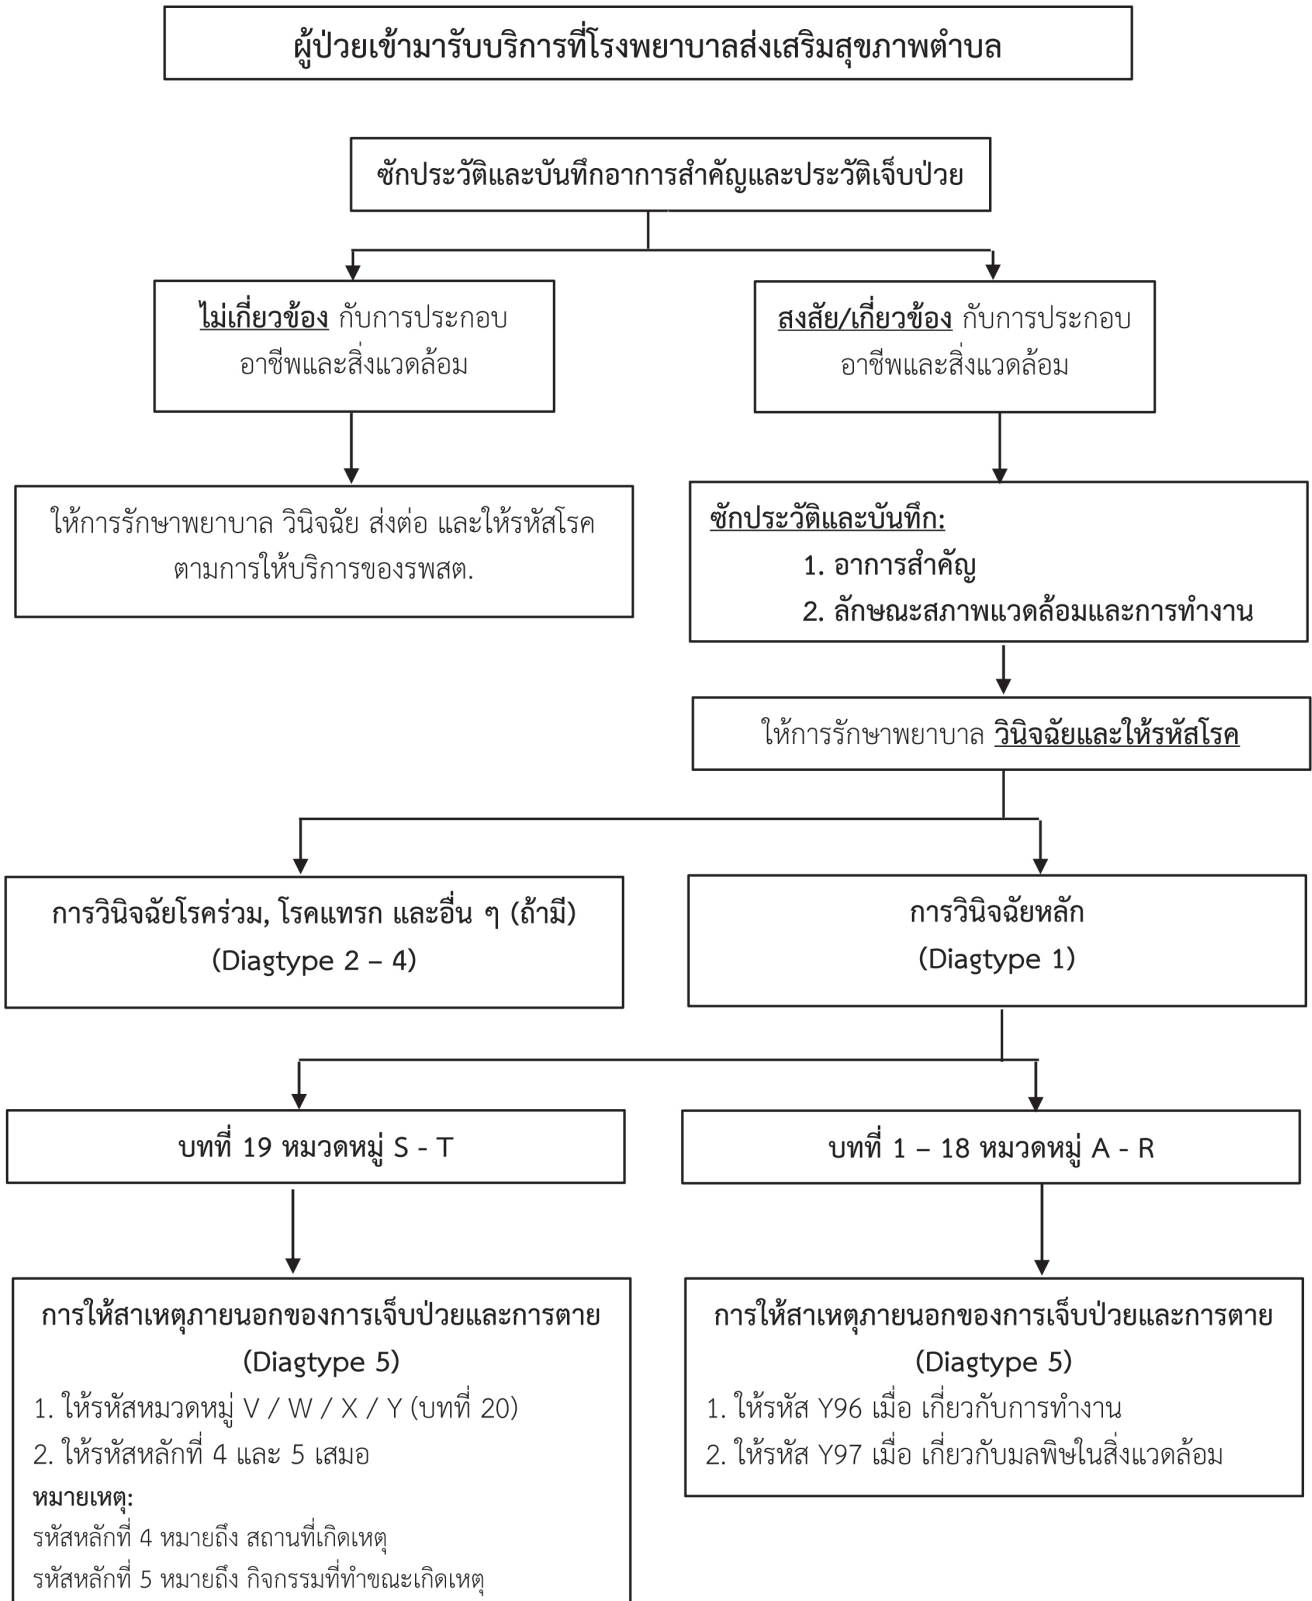 ผู้ป่วยเข้ามารับบริการที่โรงพยาบาลส่งเสริมสุขภาพตำบล
ซักประวัติและบันทึกอาการสำคัญและประวัติเจ็บป่วย
ไม่เกี่ยวข้อง กับการประกอบ
อาชีพและสิ่งแวดล้อม
สงสัย/เกี่ยวข้อง กับการประกอบ
อาชีพและสิ่งแวดล้อม
ให้การรักษาพยาบาล วินิจฉัย ส่งต่อ และให้รหัสโรค
ตามการให้บริการของรพสต.
ซักประวัติและบันทึก:
1. อาการสำคัญ
2. ลักษณะสภาพแวดล้อมและการทำงาน
ให้การรักษาพยาบาล วินิจฉัยและให้รหัสโรค
การวินิจฉัยโรคร่วม, โรคแทรก และอื่น ๆ (ถ้ามี)
(Diagtype 2 – 4)
การวินิจฉัยหลัก
(Diagtype 1)
บทที่ 19 หมวดหมู่ S - T
บทที่ 1 – 18 หมวดหมู่ A - R
การให้สาเหตุภายนอกของการเจ็บป่วยและการตาย
(Diagtype 5)
1. ให้รหัสหมวดหมู่ V / W / X / Y (บทที่ 20)
2. ให้รหัสหลักที่ 4 และ 5 เสมอ
หมายเหตุ:
รหัสหลักที่ 4 หมายถึง สถานที่เกิดเหตุ
รหัสหลักที่ 5 หมายถึง กิจกรรมที่ทำขณะเกิดเหตุ
การให้สาเหตุภายนอกของการเจ็บป่วยและการตาย
(Diagtype 5)
1. ให้รหัส Y96 เมื่อ เกี่ยวกับการทำงาน
2. ให้รหัส Y97 เมื่อ เกี่ยวกับมลพิษในสิ่งแวดล้อม